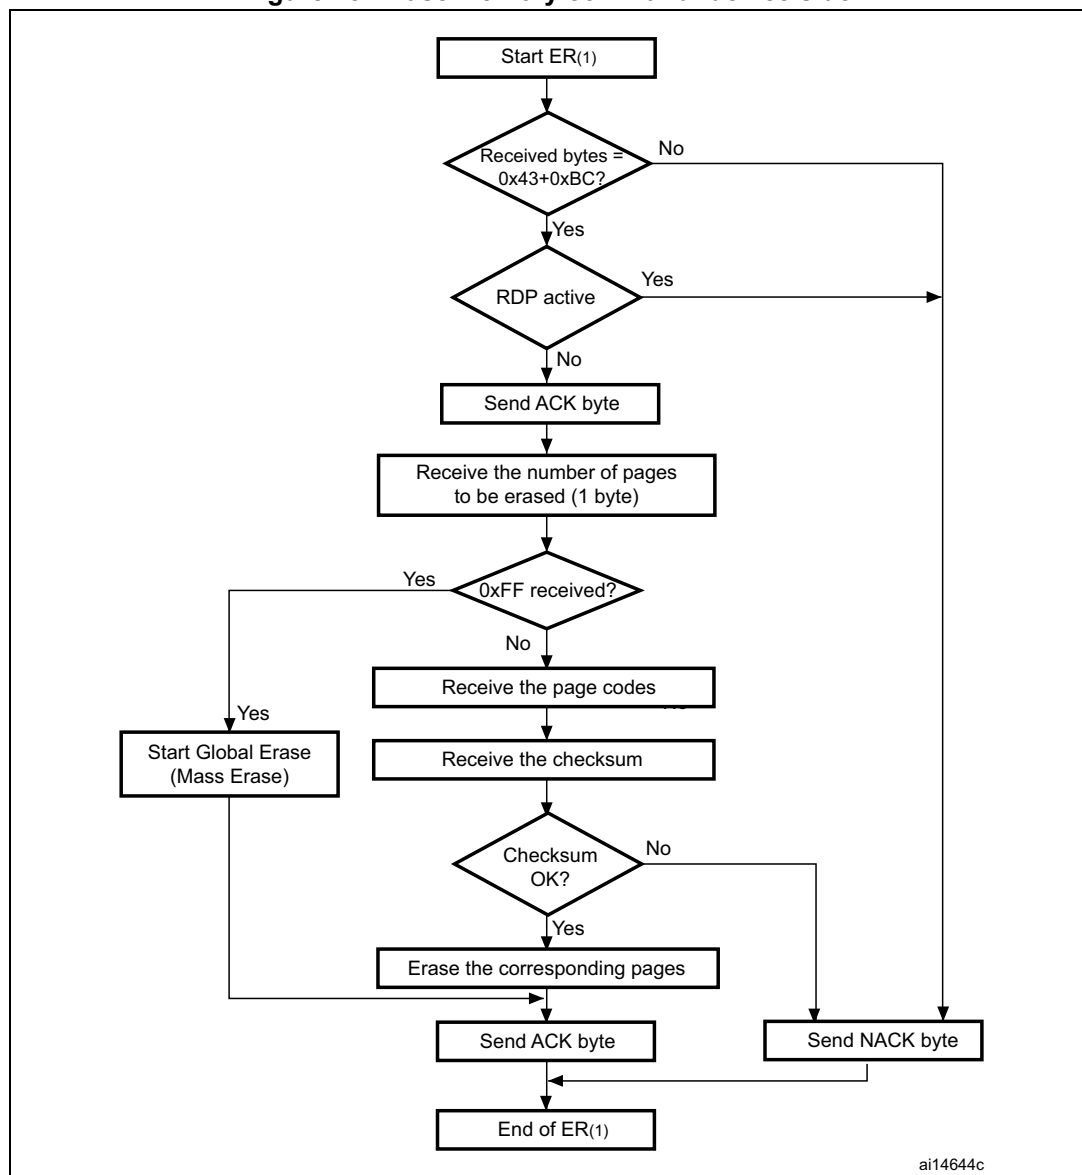 Start ER(1)
Received bytes =
0x43+0xBC?
No
Yes
RDP active
Yes
No
Send ACK byte
Receive the number of pages
to be erased (1 byte)
0xFF received?
Yes
No
Receive the page codes
Yes
Start Global Erase
(Mass Erase)
Receive the checksum
Checksum
OK?
No
Yes
Erase the corresponding pages
Send ACK byte
Send NACK byte
End of ER(1)
ai14644c